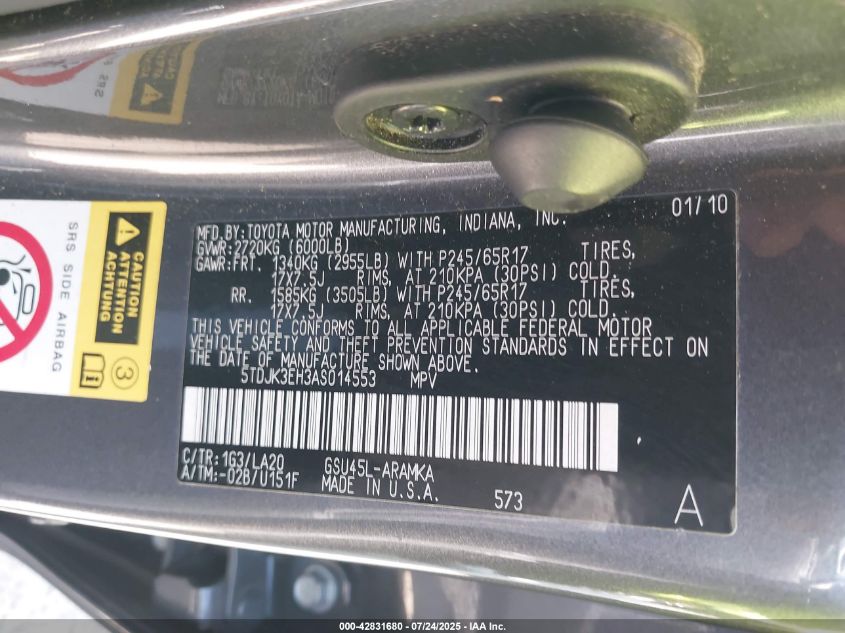 MFD. BY: TOYOTA MOTOR MANUFACTURING, INDIANA, INC. 01/10
GVWR: 2720KG (6000LB)
GAWR: FRT. 1340KG (2955LB) WITH P245/65R17 TIRES,
17X7.5J RIMS, AT 210KPA (30PSI) COLD.
RR. 1585KG (3505LB) WITH P245/65R17 TIRES,
17X7.5J RIMS, AT 210KPA (30PSI) COLD.
THIS VEHICLE CONFORMS TO ALL APPLICABLE FEDERAL MOTOR
VEHICLE SAFETY AND THEFT PREVENTION STANDARDS IN EFFECT ON
THE DATE OF MANUFACTURE SHOWN ABOVE.
5TDJK3EH3AS014553 MPV
C/TR: 1G3/LA20 GSU45L-ARAMKA
A/TM: -02B/U151F MADE IN U.S.A. 573 A
SRS SIDE AIRBAG
CAUTION
ATTENTION
ACHTUNG
i 3
000-42831680 - 07/24/2025 - IAA Inc.